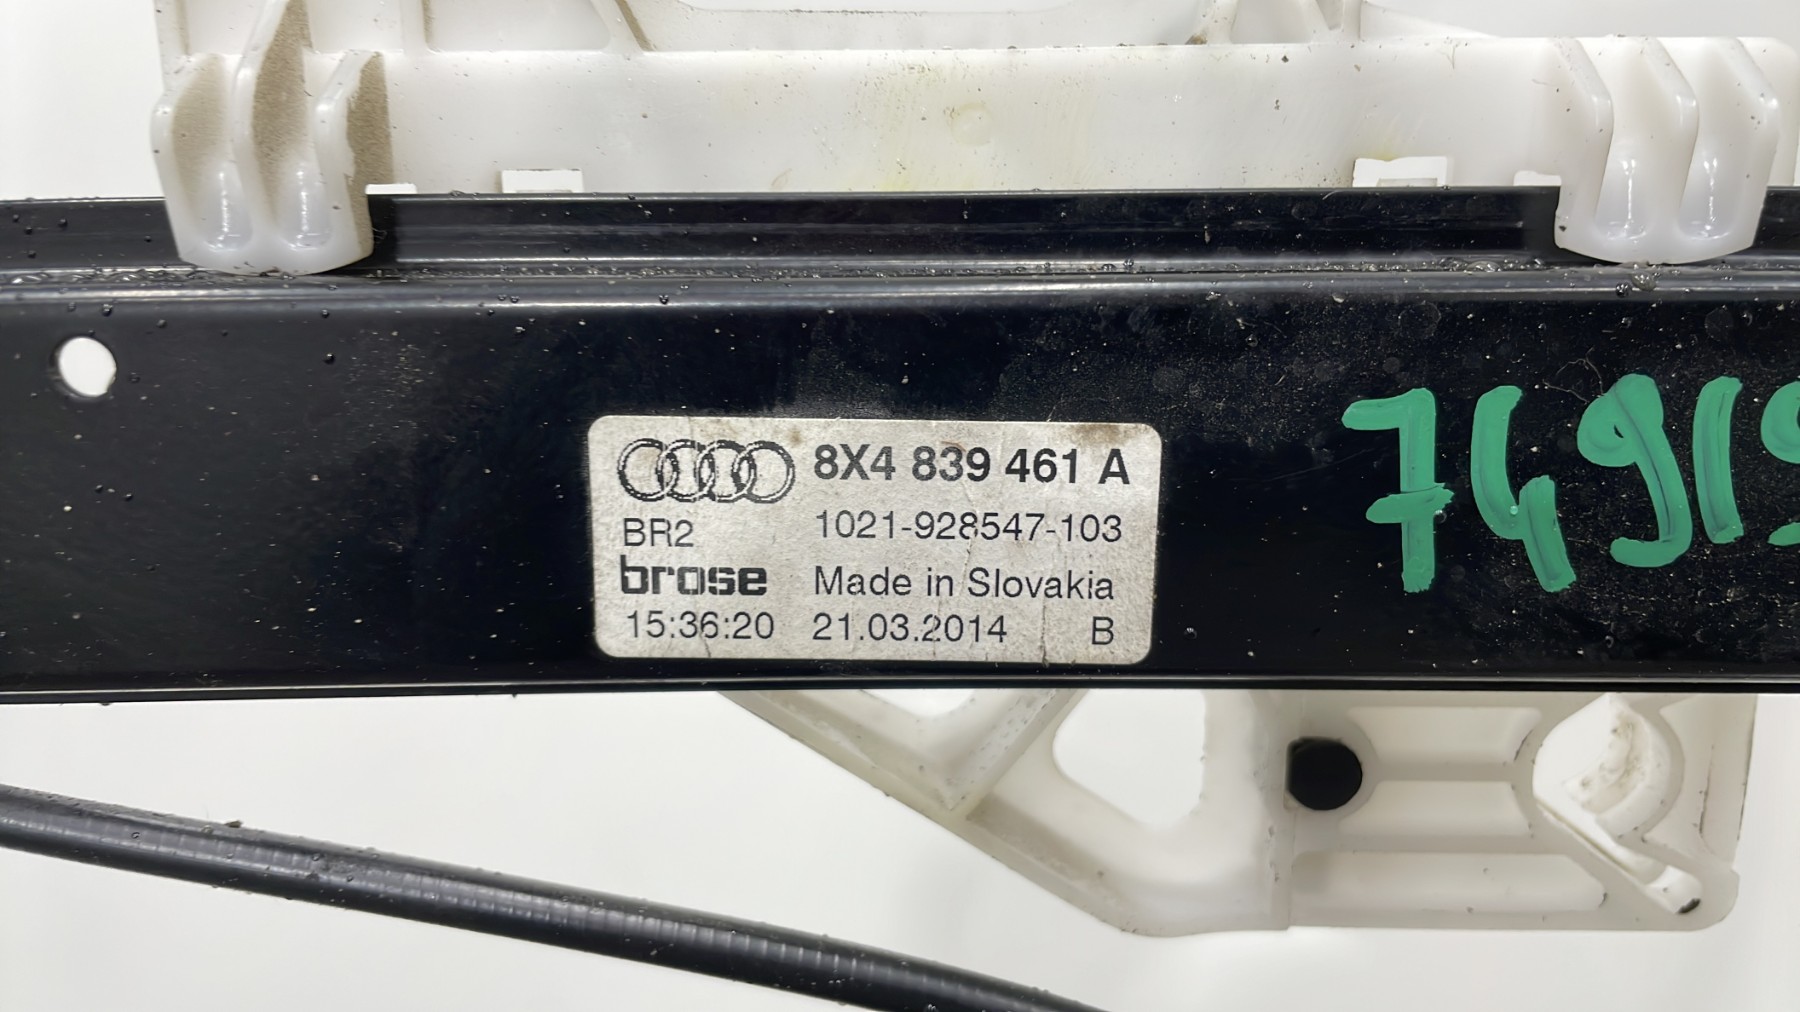 8X4 839 461 A
BR2 1021-928547-103
brose Made in Slovakia
15:36:20 21.03.2014 B
7491